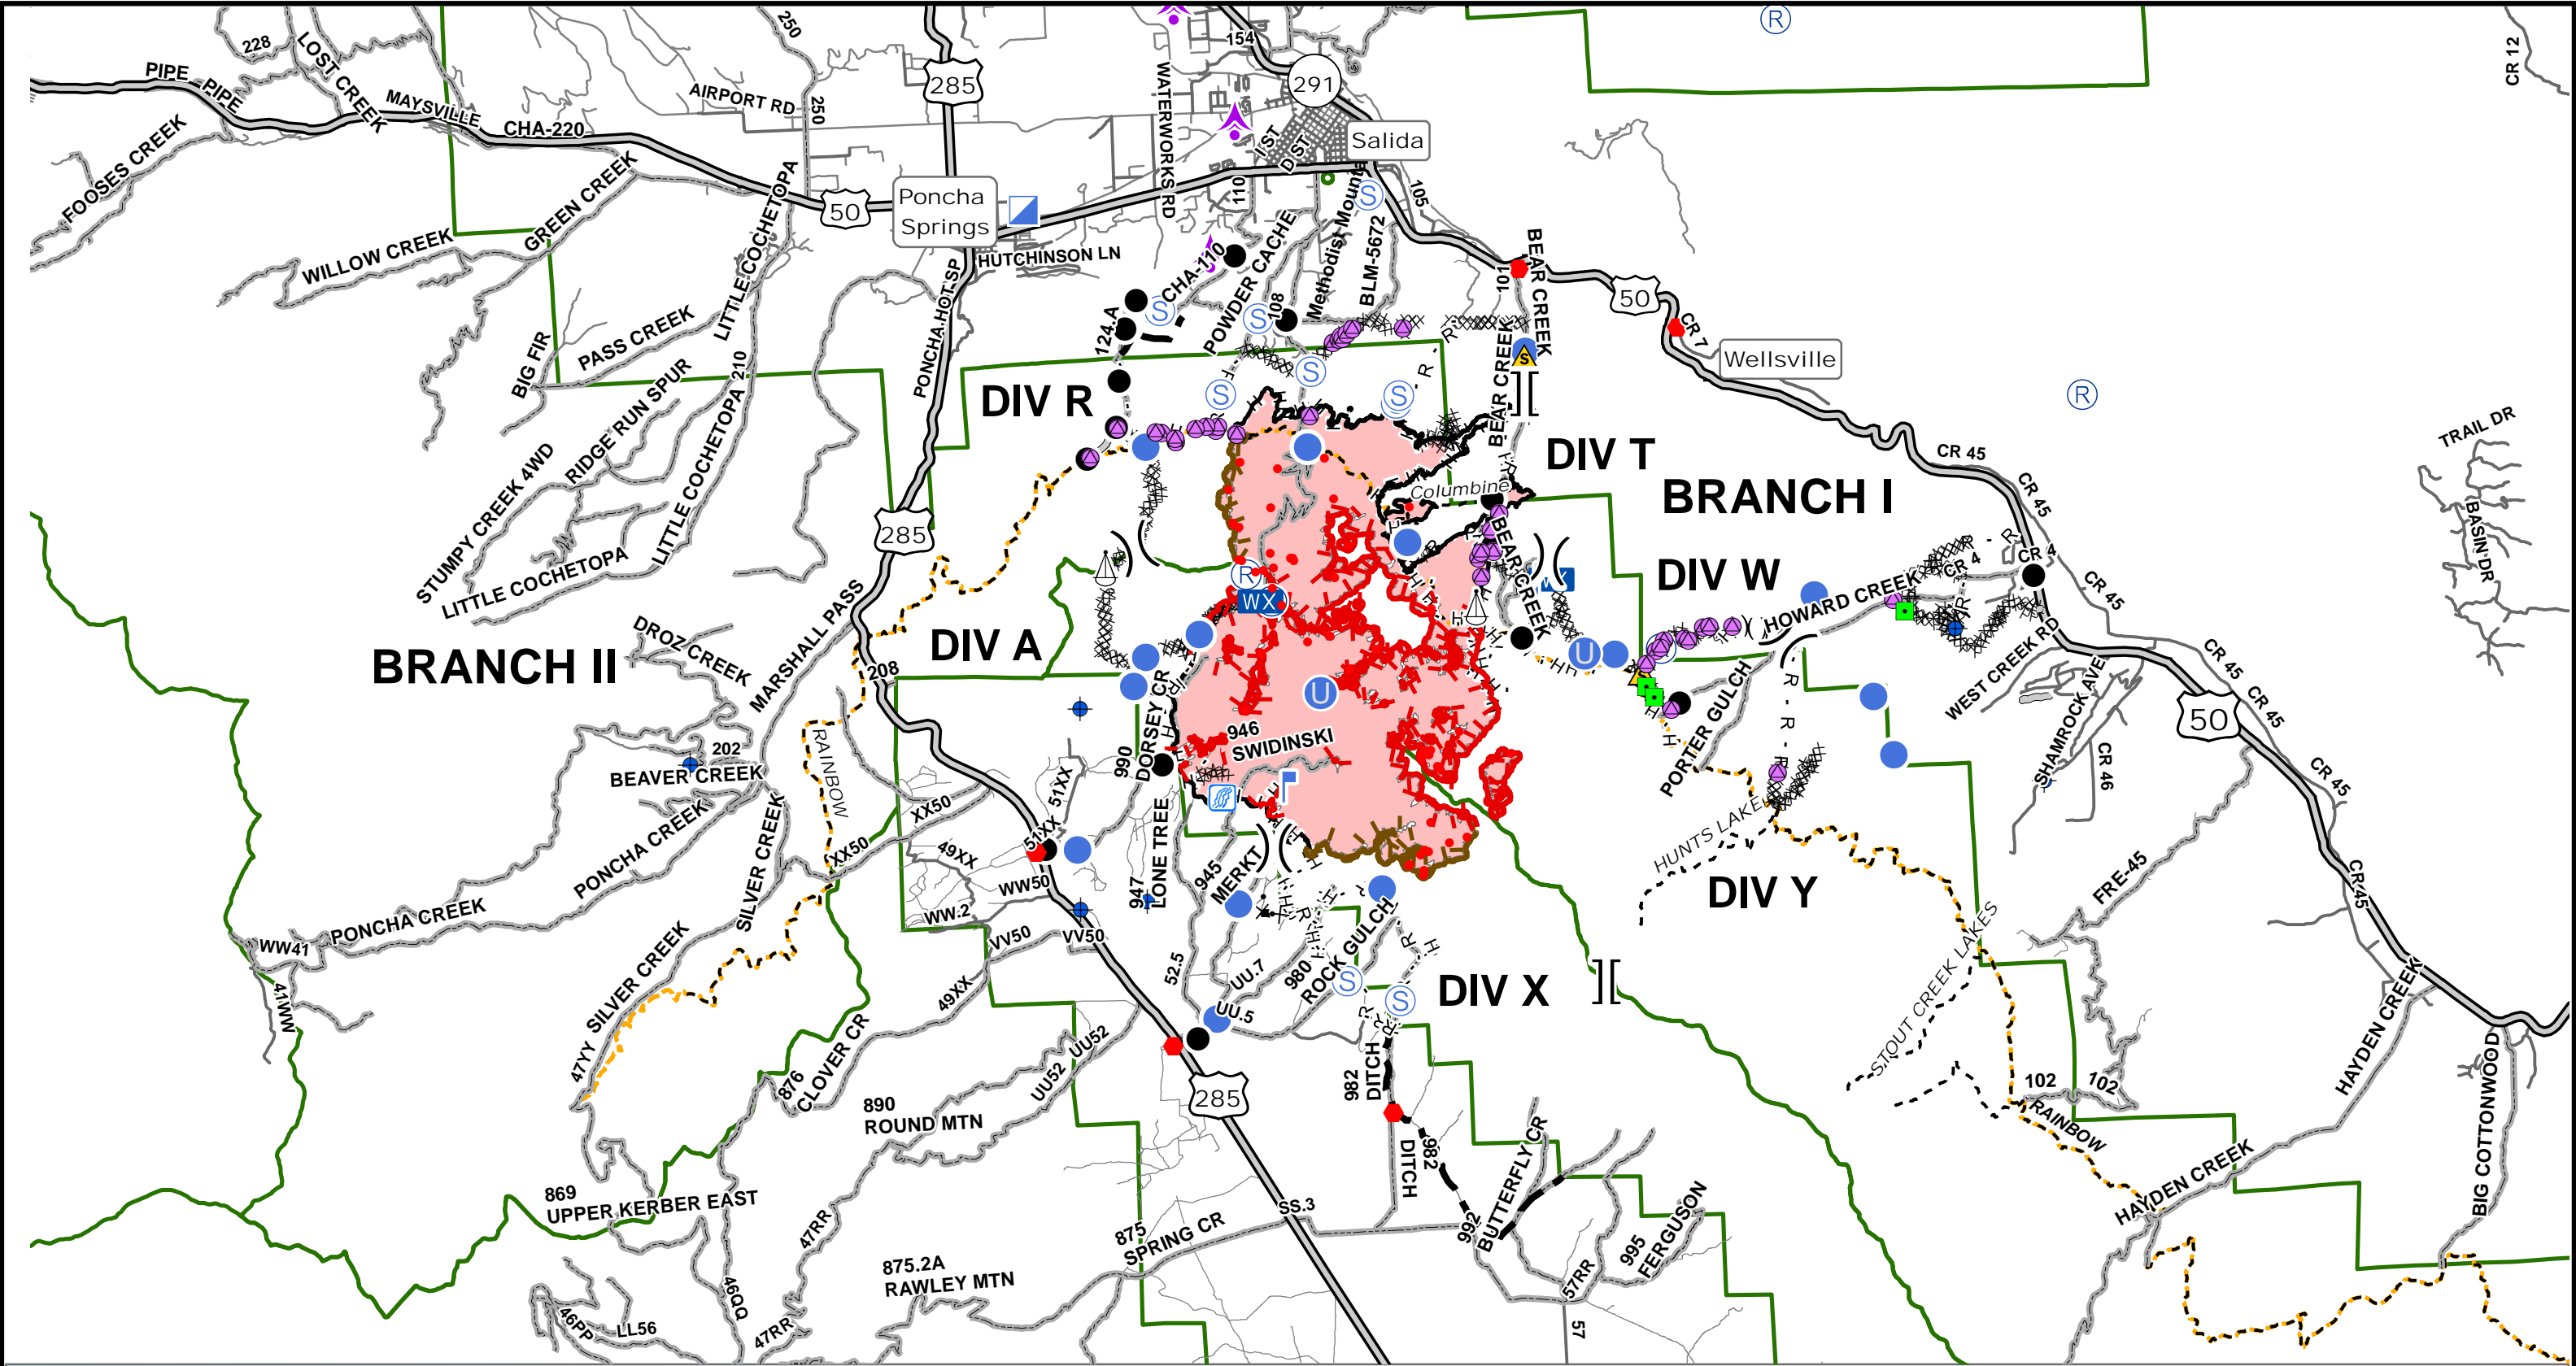 228
LOST CREEK
250
PIPE
PIPE
PIPE
MAYSVILLE
CHA-220
AIRPORT RD
250
285
154
291
WATERWORKS RD
I ST
D ST
Salida
110
105
R
CR 12
FOOSES CREEK
GREEN CREEK
WILLOW CREEK
50
Poncha
Springs
HUTCHINSON LN
LITTLE COCHETOPA
PONCHA HOT SP
CHA-110
POWDER CACHE
108
Methodist Mount
BLM-5672
S
S
S
S
S
S
BEAR CREEK
101
50
CR 7
Wellsville
R
124.A
BIG FIR
PASS CREEK
210
RIDGE RUN SPUR
STUMPY CREEK 4WD
LITTLE COCHETOPA
LITTLE COCHETOPA
285
DIV R
BEAR CREEK
DIV T
Columbine
BRANCH I
CR 45
CR 45
TRAIL DR
BASIN DR
DIV W
HOWARD CREEK
CR 4
CR 4
CR 45
WX
R
BEAR CREEK
U
U
DIV A
BRANCH II
DROZ CREEK
MARSHALL PASS
208
202
BEAVER CREEK
RAINBOW
990
DORSEY CR
946
SWIDINSKI
PORTER GULCH
WEST CREEK RD
SHAMROCK AVE
CR 46
50
CR 45
CR 45
CR 45
CR 45
PONCHA CREEK
PONCHA CREEK
SILVER CREEK
XX50
XX50
51XX
51XX
49XX
WW50
WW.2
VV50
VV50
947
LONE TREE
945
MERKT
HUNTS LAKE
DIV Y
FRE-45
WW41
41WW
SILVER CREEK
47YY
49XX
52.5
UU.7
UU.5
980
ROCK GULCH
S
S
DIV X
STOUT CREEK LAKES
HAYDEN CREEK
876
CLOVER CR
UU52
UU52
890
ROUND MTN
285
982
DITCH
DITCH
982
102
102
RAINBOW
HAYDEN CREEK
BIG COTTONWOOD
869
UPPER KERBER EAST
47RR
875
SPRING CR
SS.3
992
BUTTERFLY CR
995
FERGUSON
875.2A
RAWLEY MTN
57RR
57
46QQ
46PP
LL56
47RR